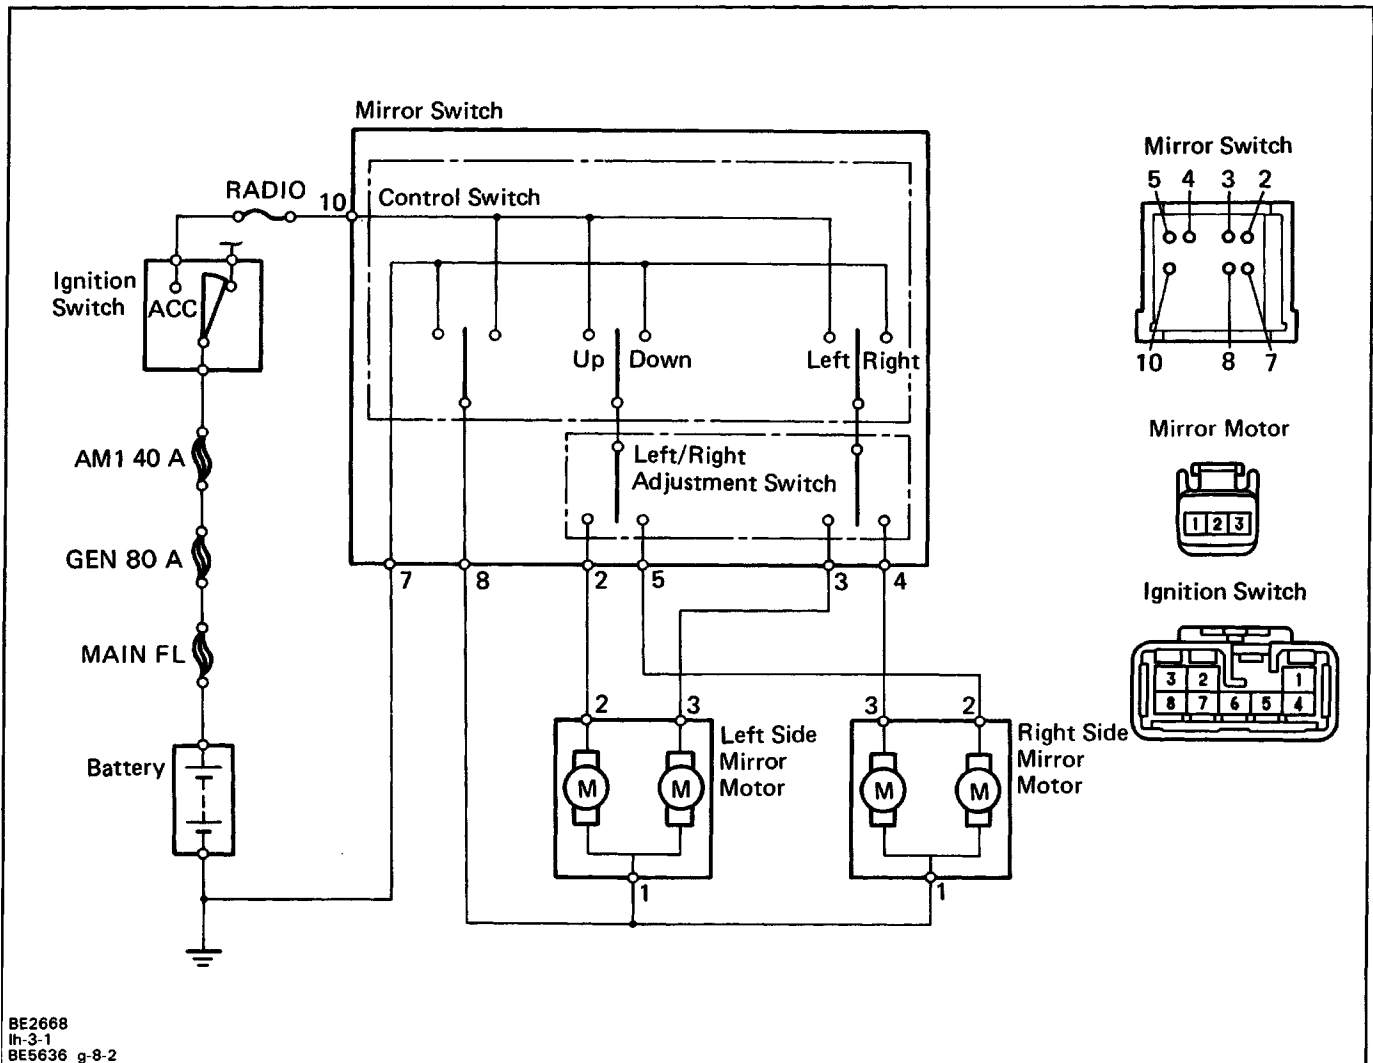 Mirror Switch
RADIO
10
Control Switch
Ignition
Switch
ACC
Up
Down
Left
Right
AM1 40 A
Left/Right
Adjustment Switch
GEN 80 A
7
8
2
5
3
4
MAIN FL
2
3
3
2
Left Side
Mirror
Motor
Right Side
Mirror
Motor
M
M
M
M
Battery
1
1
Mirror Switch
5 4 3 2
10 8 7
Mirror Motor
1 2 3
Ignition Switch
3 2 1
8 7 6 5 4
BE2668
lh-3-1
BE5636 g-8-2